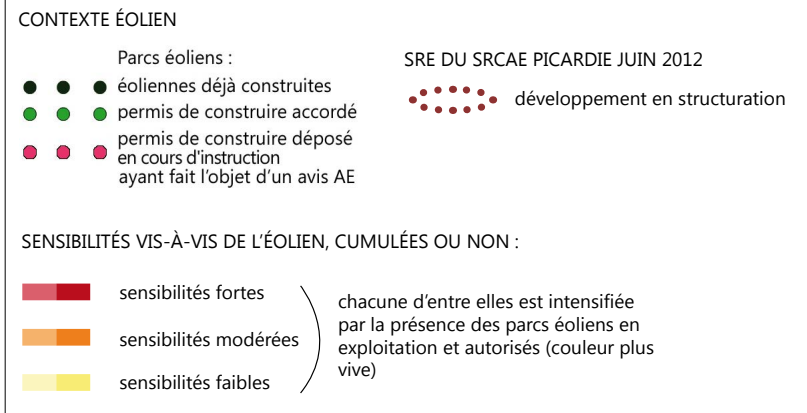 CONTEXTE ÉOLIEN
Parcs éoliens :
éoliennes déjà construites
permis de construire accordé
permis de construire déposé
en cours d'instruction
ayant fait l'objet d'un avis AE
SRE DU SRCAE PICARDIE JUIN 2012
développement en structuration
SENSIBILITÉS VIS-À-VIS DE L'ÉOLIEN, CUMULÉES OU NON :
sensibilités fortes
sensibilités modérées
sensibilités faibles
chacune d'entre elles est intensifiée
par la présence des parcs éoliens en
exploitation et autorisés (couleur plus
vive)